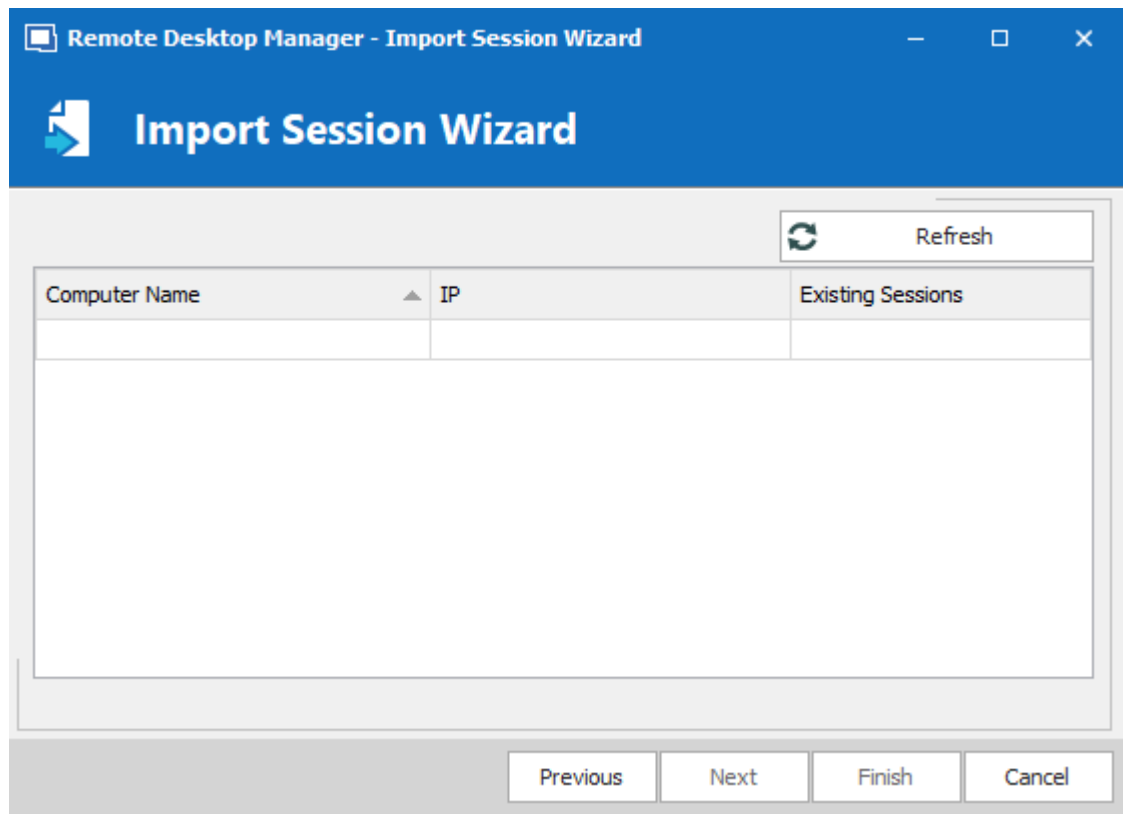 Remote Desktop Manager - Import Session Wizard
Import Session Wizard
Refresh
Computer Name IP Existing Sessions
Previous Next Finish Cancel